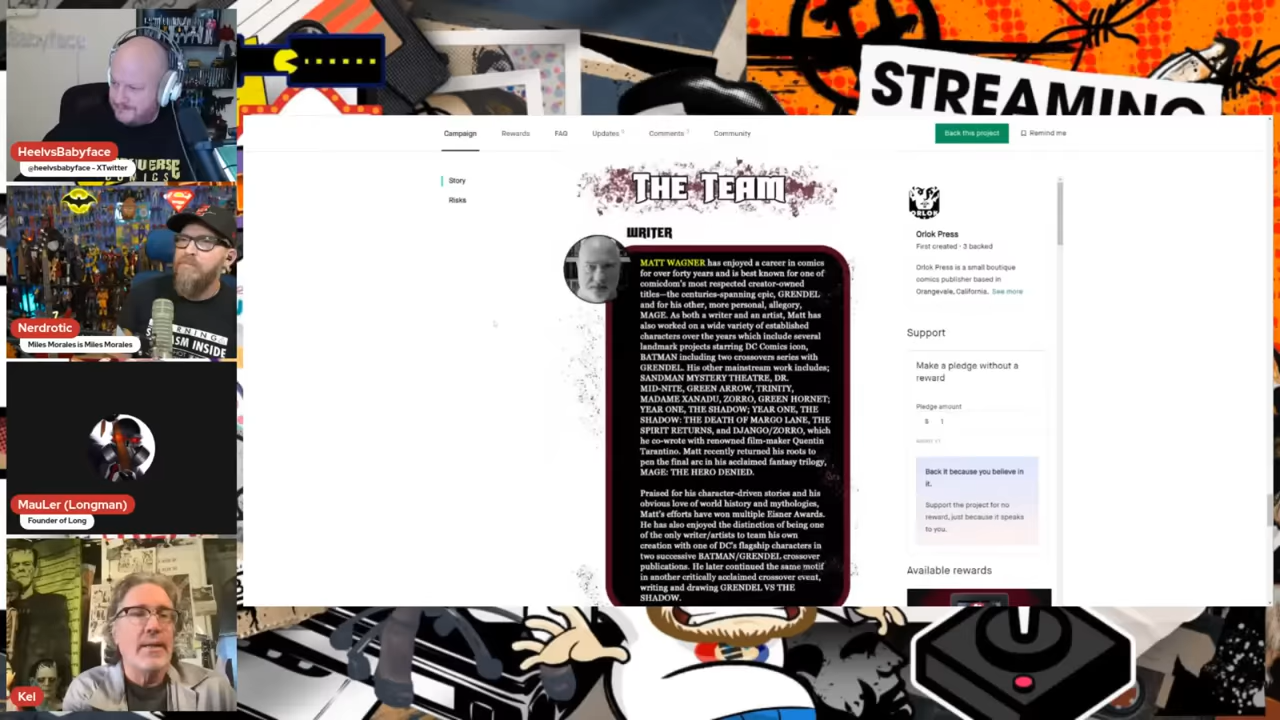 STREAMING
HeelvsBabyface
@heelvsbabyface - XTwitter
Nerdrotic
Miles Morales is Miles Morales
MauLer (Longman)
Founder of Long
Kel
Campaign
Rewards
FAQ
Updates 5
Comments
Community
Back this project
Remind me
Story
Risks
THE TEAM
WRITER
MATT WAGNER has enjoyed a career in comics
for over forty years and is best known for one of
comicdom's most respected creator-owned
titles—the centuries-spanning epic, GRENDEL
and for his other, more personal, allegory,
MAGE. As both a writer and an artist, Matt has
also worked on a wide variety of established
characters over the years which include several
landmark projects starring DC Comics icon,
BATMAN including two crossovers series with
GRENDEL. His other mainstream work includes;
SANDMAN MYSTERY THEATRE, DR.
MID-NITE, GREEN ARROW, TRINITY,
MADAME XANADU, ZORRO, GREEN HORNET;
YEAR ONE, THE SHADOW; YEAR ONE, THE
SHADOW: THE DEATH OF MARGO LANE, THE
SPIRIT RETURNS, and DJANGO/ZORRO, which
he co-wrote with renowned film-maker Quentin
Tarantino. Matt recently returned his roots to
pen the final arc in his acclaimed fantasy trilogy,
MAGE: THE HERO DENIED.
Praised for his character-driven stories and his
obvious love of world history and mythologies,
Matt's efforts have won multiple Eisner Awards.
He has also enjoyed the distinction of being one
of the only writer/artists to team his own
creation with one of DC's flagship characters in
two successive BATMAN/GRENDEL crossover
publications. He later continued the same motif
in another critically acclaimed crossover event,
writing and drawing GRENDEL VS THE
SHADOW.
ORLOK
Orlok Press
First created · 3 backed
Orlok Press is a small boutique
comics publisher based in
Orangevale, California. See more
Support
Make a pledge without a
reward
Pledge amount
$ 1
Back it because you believe in
it.
Support the project for no
reward, just because it speaks
to you.
Available rewards